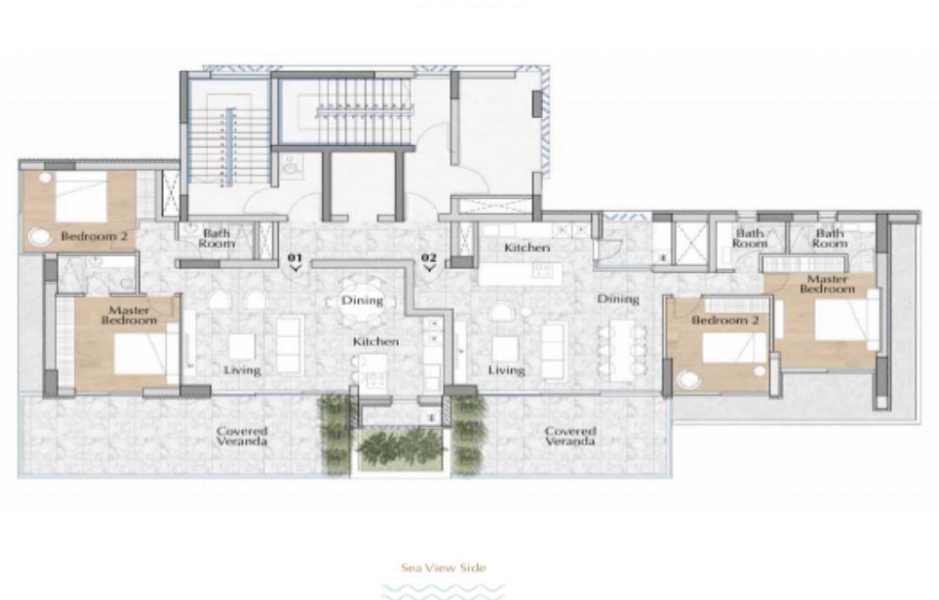 Bedroom 2
Bath
Room
01
02
Kitchen
Bath
Room
Bath
Room
Master
Bedroom
Dining
Dining
Master
Bedroom
Kitchen
Bedroom 2
Living
Living
Covered
Veranda
Covered
Veranda
Sea View Side